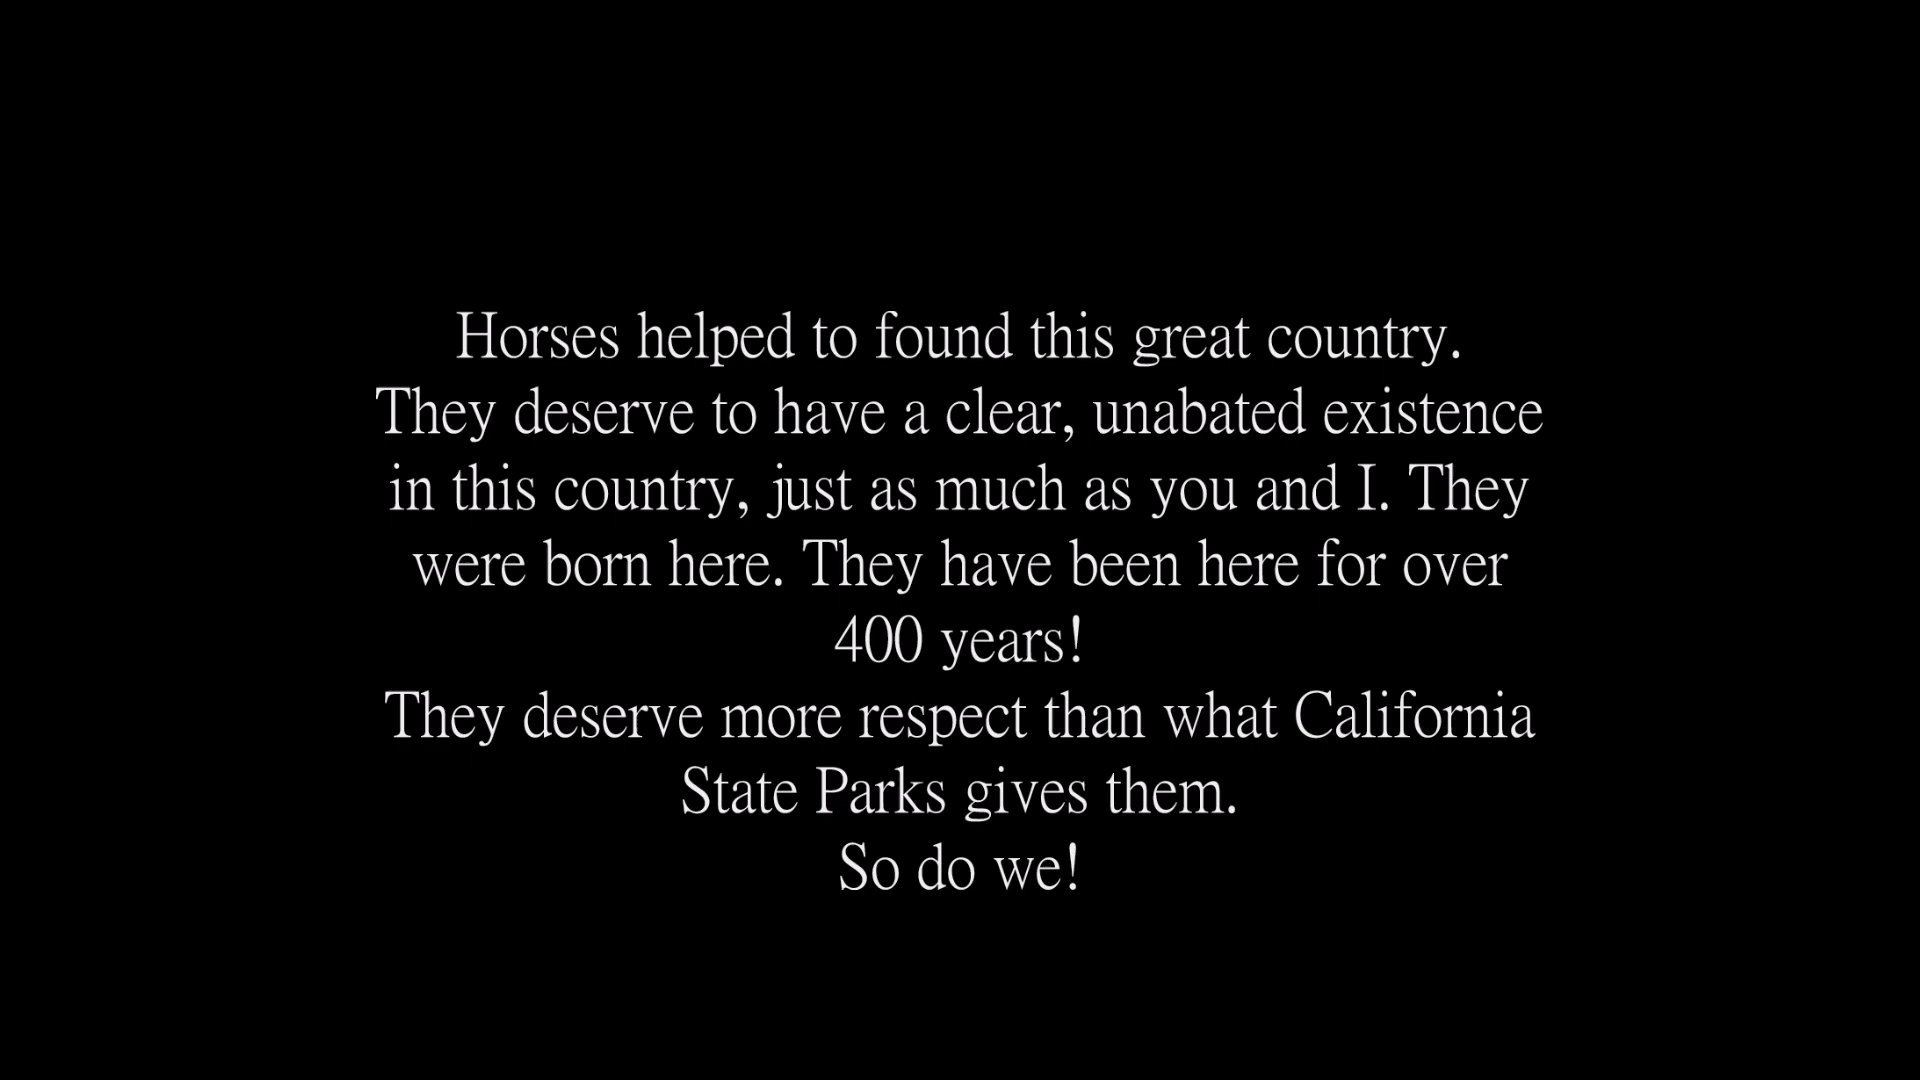 Horses helped to found this great country.
They deserve to have a clear, unabated existence
in this country, just as much as you and I. They
were born here. They have been here for over
400 years!
They deserve more respect than what California
State Parks gives them.
So do we!